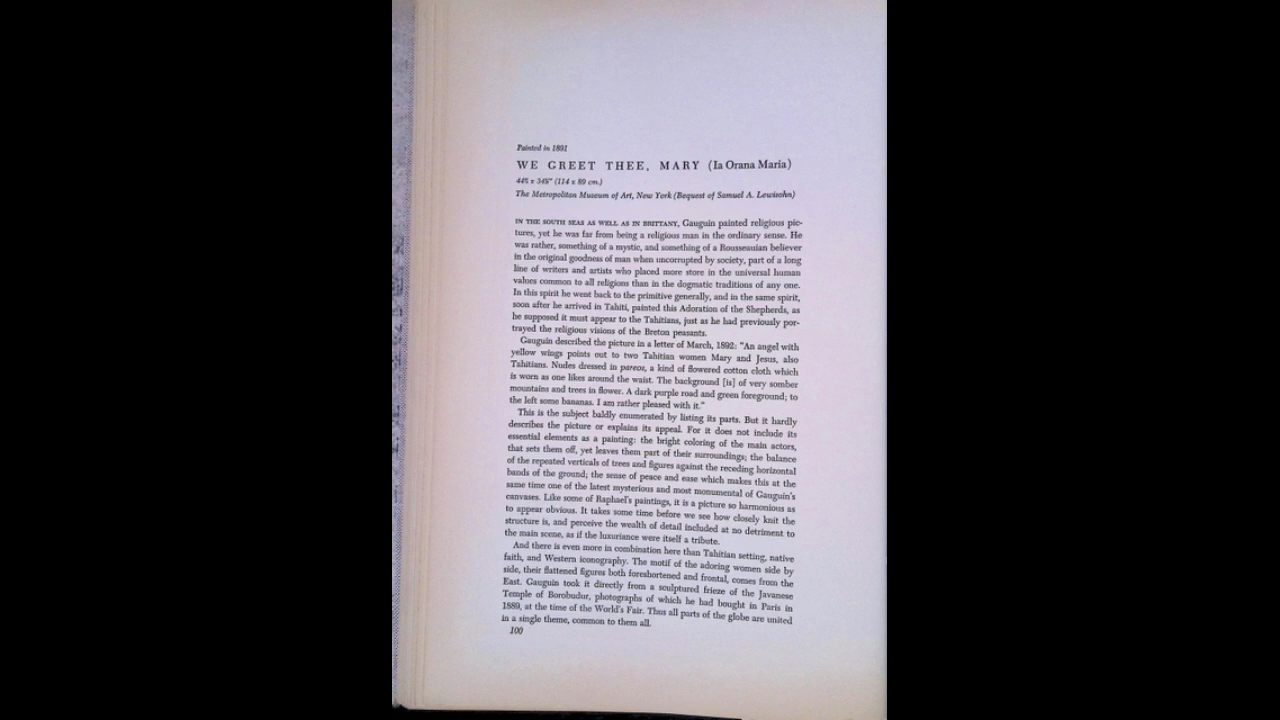 Painted in 1891
WE GREET THEE, MARY (Ia Orana Maria)
44⅞ x 34⅝" (114 x 89 cm.)
The Metropolitan Museum of Art, New York (Bequest of Samuel A. Lewisohn)
IN THE SOUTH SEAS AS WELL AS IN BRITTANY, Gauguin painted religious pic-
tures, yet he was far from being a religious man in the ordinary sense. He
was rather, something of a mystic, and something of a Rousseauian believer
in the original goodness of man when uncorrupted by society, part of a long
line of writers and artists who placed more store in the universal human
values common to all religions than in the dogmatic traditions of any one.
In this spirit he went back to the primitive generally, and in the same spirit,
soon after he arrived in Tahiti, painted this Adoration of the Shepherds, as
he supposed it must appear to the Tahitians, just as he had previously por-
trayed the religious visions of the Breton peasants.
Gauguin described the picture in a letter of March, 1892: "An angel with
yellow wings points out to two Tahitian women Mary and Jesus, also
Tahitians. Nudes dressed in pareos, a kind of flowered cotton cloth which
is worn as one likes around the waist. The background [is] of very somber
mountains and trees in flower. A dark purple road and green foreground; to
the left some bananas. I am rather pleased with it."
This is the subject baldly enumerated by listing its parts. But it hardly
describes the picture or explains its appeal. For it does not include its
essential elements as a painting: the bright coloring of the main actors,
that sets them off, yet leaves them part of their surroundings; the balance
of the repeated verticals of trees and figures against the receding horizontal
bands of the ground; the sense of peace and ease which makes this at the
same time one of the latest mysterious and most monumental of Gauguin's
canvases. Like some of Raphael's paintings, it is a picture so harmonious as
to appear obvious. It takes some time before we see how closely knit the
structure is, and perceive the wealth of detail included at no detriment to
the main scene, as if the luxuriance were itself a tribute.
And there is even more in combination here than Tahitian setting, native
faith, and Western iconography. The motif of the adoring women side by
side, their flattened figures both foreshortened and frontal, comes from the
East. Gauguin took it directly from a sculptured frieze of the Javanese
Temple of Borobudur, photographs of which he had bought in Paris in
1889, at the time of the World's Fair. Thus all parts of the globe are united
in a single theme, common to them all.
100